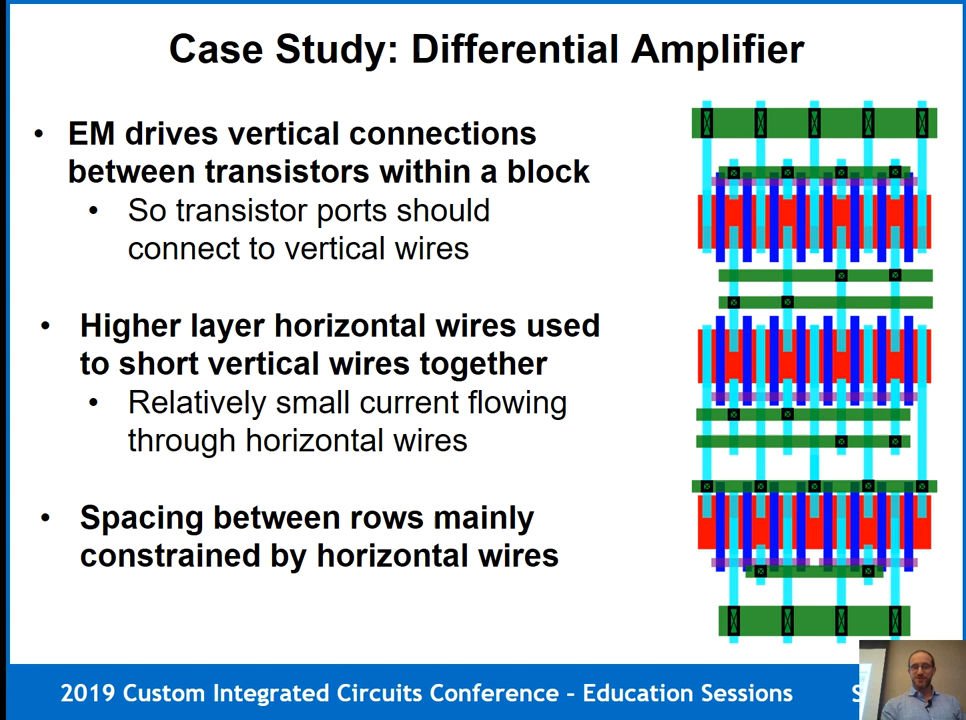 Case Study: Differential Amplifier
• EM drives vertical connections
between transistors within a block
• So transistor ports should
connect to vertical wires
• Higher layer horizontal wires used
to short vertical wires together
• Relatively small current flowing
through horizontal wires
• Spacing between rows mainly
constrained by horizontal wires
2019 Custom Integrated Circuits Conference – Education Sessions